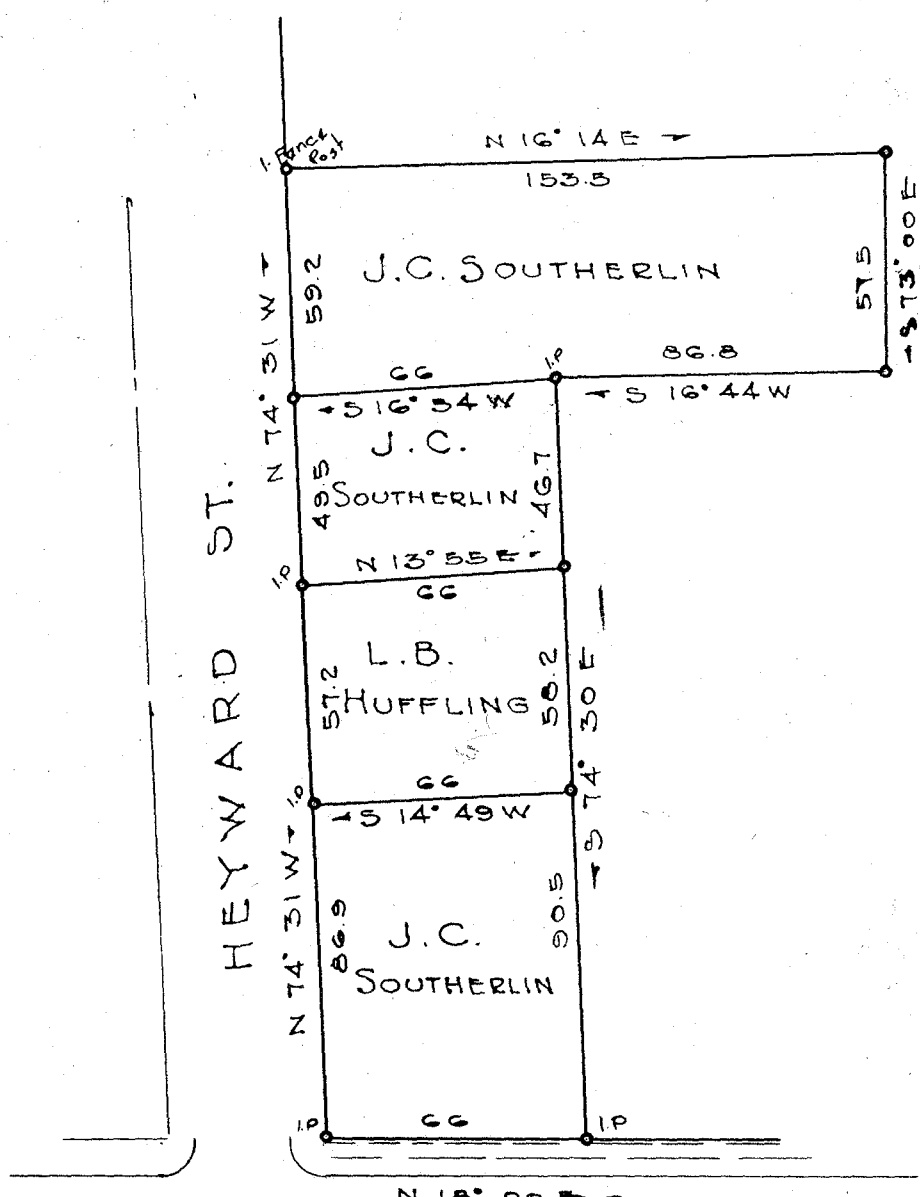 I. Fence
Post
N 16° 14 E
153.5
J.C. SOUTHERLIN
59.2
N 74° 31 W
57.5
S 73° 00 E
66
I.P
86.8
S 16° 34 W
S 16° 44 W
J.C.
SOUTHERLIN
49.5
46.7
N 13° 55 E
I.P
66
L.B.
HUFFLING
57.2
58.2
S 74° 30 E
HEYWARD ST.
66
I.P
S 14° 49 W
N 74° 31 W
86.9
90.5
J.C.
SOUTHERLIN
I.P
66
I.P
N 18°